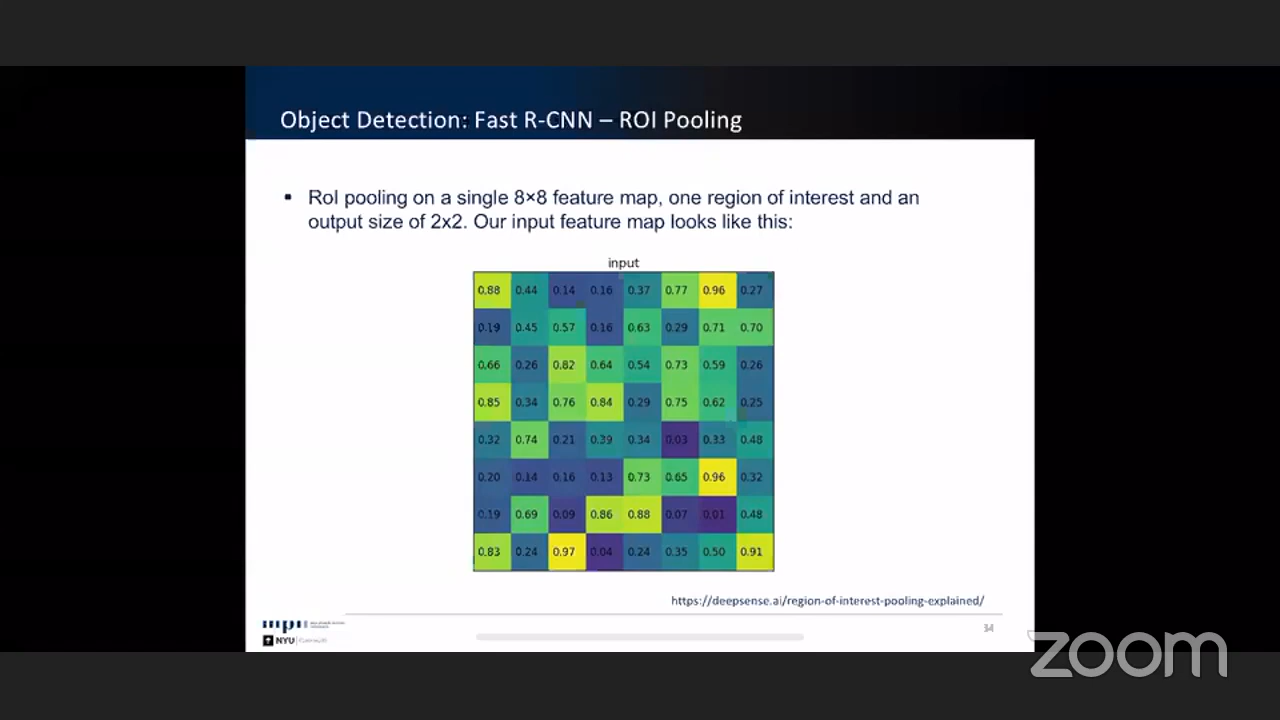 Object Detection: Fast R-CNN – ROI Pooling
▪ RoI pooling on a single 8×8 feature map, one region of interest and an
output size of 2x2. Our input feature map looks like this:
input
0.88 0.44 0.14 0.16 0.37 0.77 0.96 0.27
0.19 0.45 0.57 0.16 0.63 0.29 0.71 0.70
0.66 0.26 0.82 0.64 0.54 0.73 0.59 0.26
0.85 0.34 0.76 0.84 0.29 0.75 0.62 0.25
0.32 0.74 0.21 0.39 0.34 0.03 0.33 0.48
0.20 0.14 0.16 0.13 0.73 0.65 0.96 0.32
0.19 0.69 0.09 0.86 0.88 0.07 0.01 0.48
0.83 0.24 0.97 0.04 0.24 0.35 0.50 0.91
https://deepsense.ai/region-of-interest-pooling-explained/
34
NYU
zoom